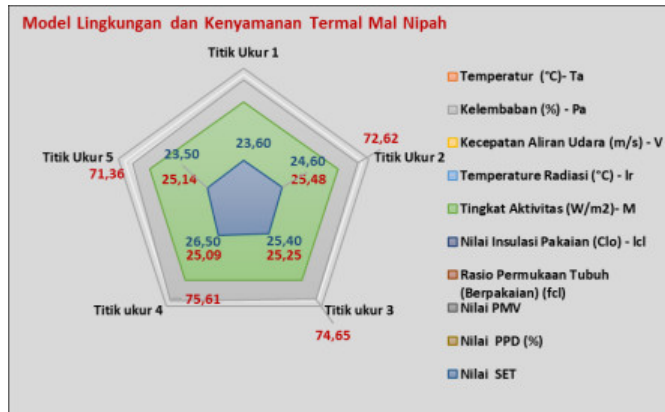 Model Lingkungan dan Kenyamanan Termal Mal Nipah
Titik Ukur 1
Titik Ukur 2
Titik ukur 3
Titik ukur 4
Titik Ukur 5
72,62
74,65
75,61
71,36
23,60
24,60
25,40
26,50
23,50
25,48
25,25
25,09
25,14
Temperatur (°C)- Ta
Kelembaban (%) - Pa
Kecepatan Aliran Udara (m/s) - V
Temperature Radiasi (°C) - lr
Tingkat Aktivitas (W/m2)- M
Nilai Insulasi Pakaian (Clo) - lcl
Rasio Permukaan Tubuh
(Berpakaian) (fcl)
Nilai PMV
Nilai PPD (%)
Nilai SET